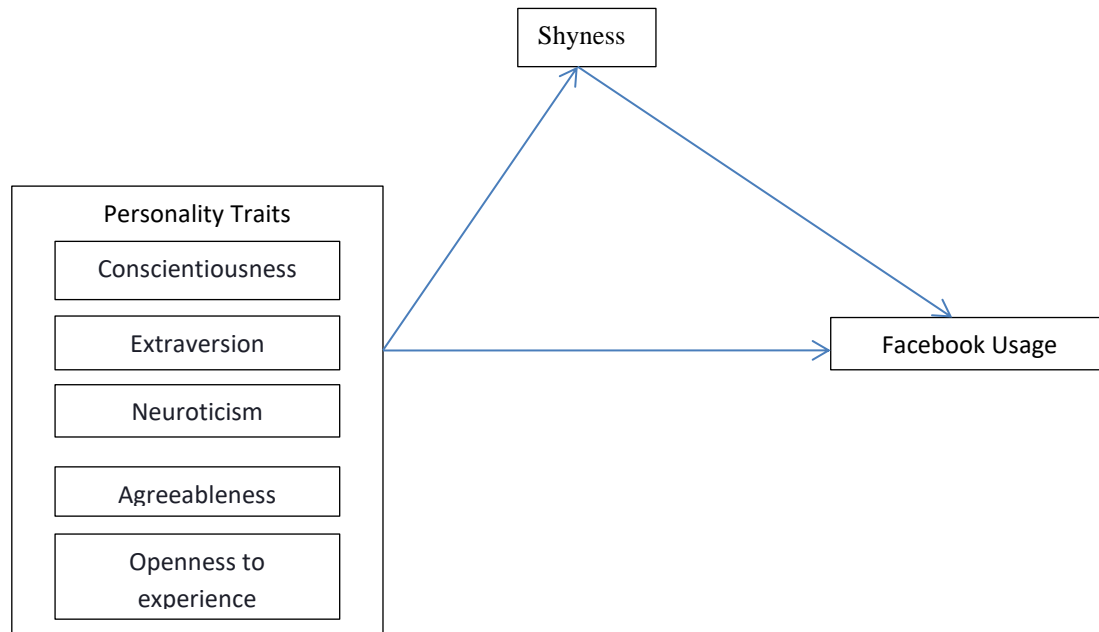 Shyness
Personality Traits
Conscientiousness
Extraversion
Facebook Usage
Neuroticism
Agreeableness
Openness to
experience